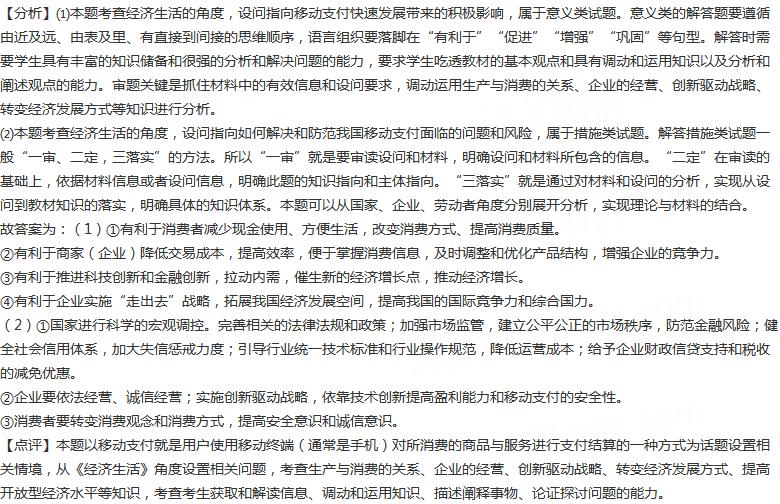 【分析】⑴本题考查经济生活的角度，设问指向移动支付快速发展带来的积极影响，属于意义类试题。意义类的解答题要遵循
由近及远、由表及里、有直接到间接的思维顺序，语言组织要落脚在“有利于”“促进”“增强”“巩固”等句型。解答时需
要学生具有丰富的知识储备和很强的分析和解决问题的能力，要求学生吃透教材的基本观点和具有调动和运用知识以及分析和
阐述观点的能力。审题关键是抓住材料中的有效信息和设问要求，调动运用生产与消费的关系、企业的经营、创新驱动战略、
转变经济发展方式等知识进行分析。
⑵本题考查经济生活的角度，设问指向如何解决和防范我国移动支付面临的问题和风险，属于措施类试题。解答措施类试题一
般“一审、二定，三落实”的方法。所以“一审”就是要审读设问和材料，明确设问和材料所包含的信息。“二定”在审读的
基础上，依据材料信息或者设问信息，明确此题的知识指向和主体指向。“三落实”就是通过对材料和设问的分析，实现从设
问到教材知识的落实，明确具体的知识体系。本题可以从国家、企业、劳动者角度分别展开分析，实现理论与材料的结合。
故答案为：（１）①有利于消费者减少现金使用、方便生活，改变消费方式、提高消费质量。
②有利于商家（企业）降低交易成本，提高效率，便于掌握消费信息，及时调整和优化产品结构，增强企业的竞争力。
③有利于推进科技创新和金融创新，拉动内需，催生新的经济增长点，推动经济增长。
④有利于企业实施“走出去”战略，拓展我国经济发展空间，提高我国的国际竞争力和综合国力。
（２）①国家进行科学的宏观调控。完善相关的法律法规和政策；加强市场监管，建立公平公正的市场秩序，防范金融风险；健
全社会信用体系，加大失信惩戒力度；引导行业统一技术标准和行业操作规范，降低运营成本；给予企业财政信贷支持和税收
的减免优惠。
②企业要依法经营、诚信经营；实施创新驱动战略，依靠技术创新提高盈利能力和移动支付的安全性。
③消费者要转变消费观念和消费方式，提高安全意识和诚信意识。
【点评】本题以移动支付就是用户使用移动终端（通常是手机）对所消费的商品与服务进行支付结算的一种方式为话题设置相
关情境，从《经济生活》角度设置相关问题，考查生产与消费的关系、企业的经营、创新驱动战略、转变经济发展方式、提高
开放型经济水平等知识，考查考生获取和解读信息、调动和运用知识、描述阐释事物、论证探讨问题的能力。